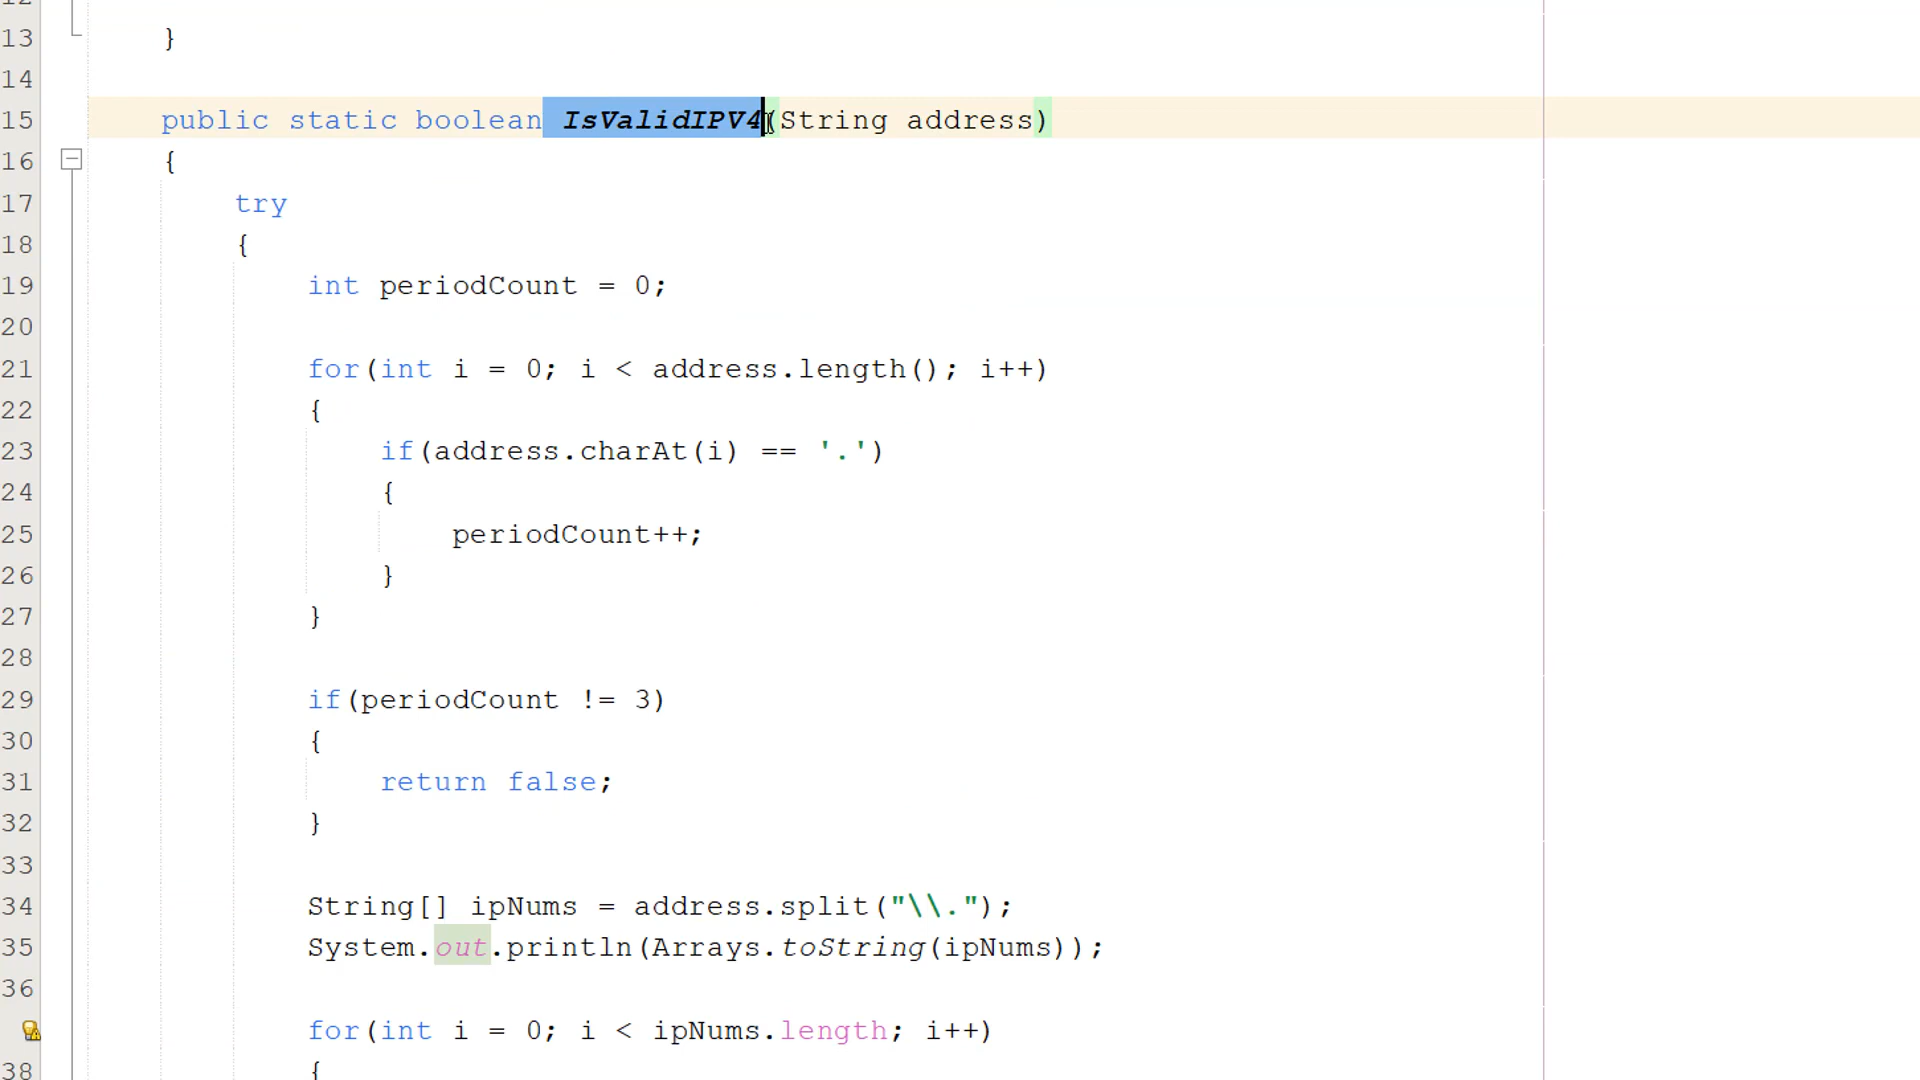 13 }
14
15 public static boolean IsValidIPV4(String address)
16 {
17 try
18 {
19 int periodCount = 0;
20
21 for(int i = 0; i < address.length(); i++)
22 {
23 if(address.charAt(i) == '.')
24 {
25 periodCount++;
26 }
27 }
28
29 if(periodCount != 3)
30 {
31 return false;
32 }
33
34 String[] ipNums = address.split("\\.");
35 System.out.println(Arrays.toString(ipNums));
36
for(int i = 0; i < ipNums.length; i++)
38 {